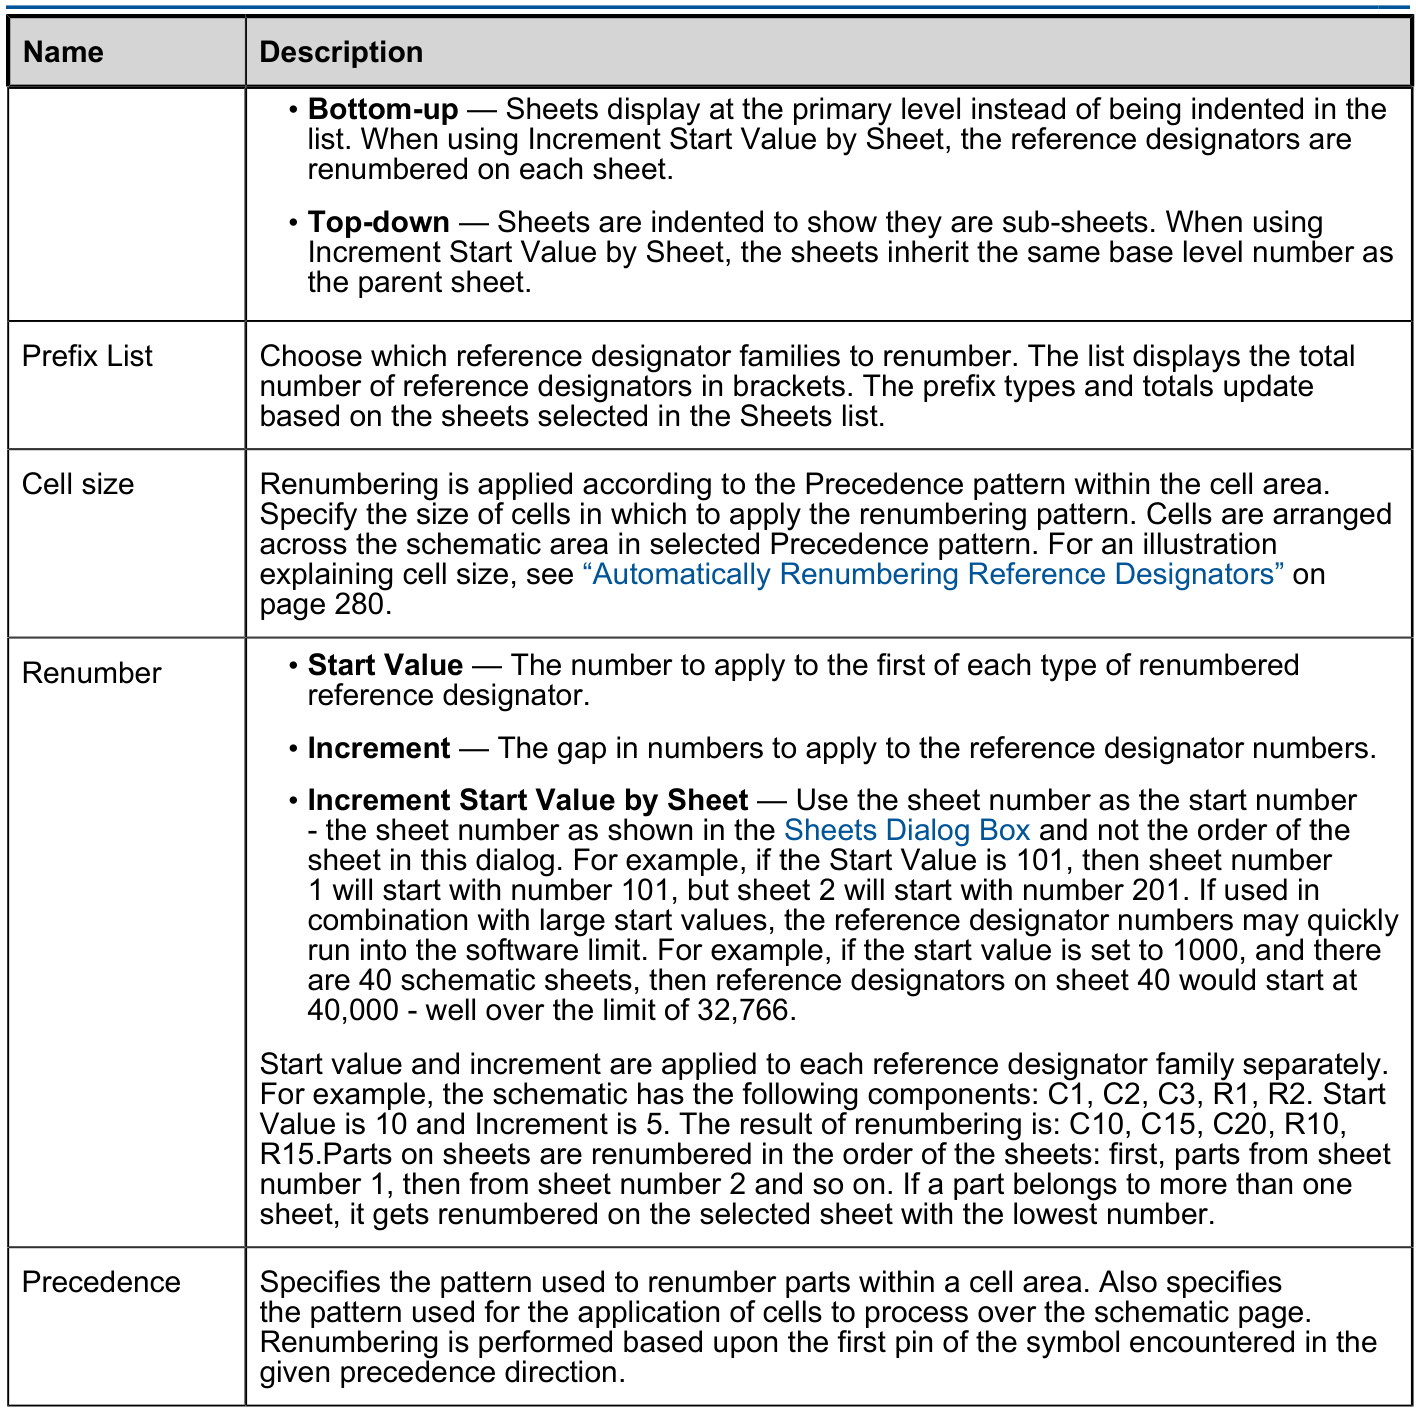 Name Description
• Bottom-up — Sheets display at the primary level instead of being indented in the
list. When using Increment Start Value by Sheet, the reference designators are
renumbered on each sheet.
• Top-down — Sheets are indented to show they are sub-sheets. When using
Increment Start Value by Sheet, the sheets inherit the same base level number as
the parent sheet.
Prefix List Choose which reference designator families to renumber. The list displays the total
number of reference designators in brackets. The prefix types and totals update
based on the sheets selected in the Sheets list.
Cell size Renumbering is applied according to the Precedence pattern within the cell area.
Specify the size of cells in which to apply the renumbering pattern. Cells are arranged
across the schematic area in selected Precedence pattern. For an illustration
explaining cell size, see “Automatically Renumbering Reference Designators” on
page 280.
Renumber • Start Value — The number to apply to the first of each type of renumbered
reference designator.
• Increment — The gap in numbers to apply to the reference designator numbers.
• Increment Start Value by Sheet — Use the sheet number as the start number
- the sheet number as shown in the Sheets Dialog Box and not the order of the
sheet in this dialog. For example, if the Start Value is 101, then sheet number
1 will start with number 101, but sheet 2 will start with number 201. If used in
combination with large start values, the reference designator numbers may quickly
run into the software limit. For example, if the start value is set to 1000, and there
are 40 schematic sheets, then reference designators on sheet 40 would start at
40,000 - well over the limit of 32,766.
Start value and increment are applied to each reference designator family separately.
For example, the schematic has the following components: C1, C2, C3, R1, R2. Start
Value is 10 and Increment is 5. The result of renumbering is: C10, C15, C20, R10,
R15.Parts on sheets are renumbered in the order of the sheets: first, parts from sheet
number 1, then from sheet number 2 and so on. If a part belongs to more than one
sheet, it gets renumbered on the selected sheet with the lowest number.
Precedence Specifies the pattern used to renumber parts within a cell area. Also specifies
the pattern used for the application of cells to process over the schematic page.
Renumbering is performed based upon the first pin of the symbol encountered in the
given precedence direction.